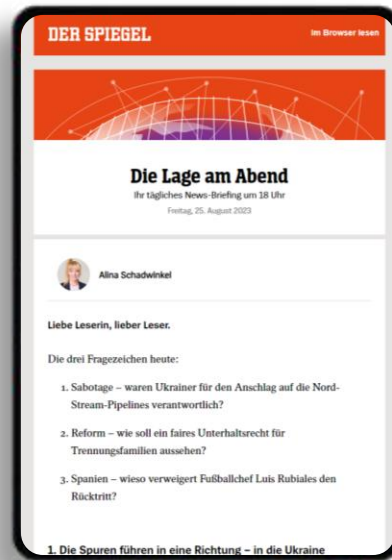 DER SPIEGEL
Im Browser lesen
Die Lage am Abend
Ihr tägliches News-Briefing um 18 Uhr
Freitag, 25. August 2023
Alina Schadwinkel
Liebe Leserin, lieber Leser.
Die drei Fragezeichen heute:
1. Sabotage – waren Ukrainer für den Anschlag auf die Nord-
Stream-Pipelines verantwortlich?
2. Reform – wie soll ein faires Unterhaltsrecht für
Trennungsfamilien aussehen?
3. Spanien – wieso verweigert Fußballchef Luis Rubiales den
Rücktritt?
1. Die Spuren führen in eine Richtung – in die Ukraine